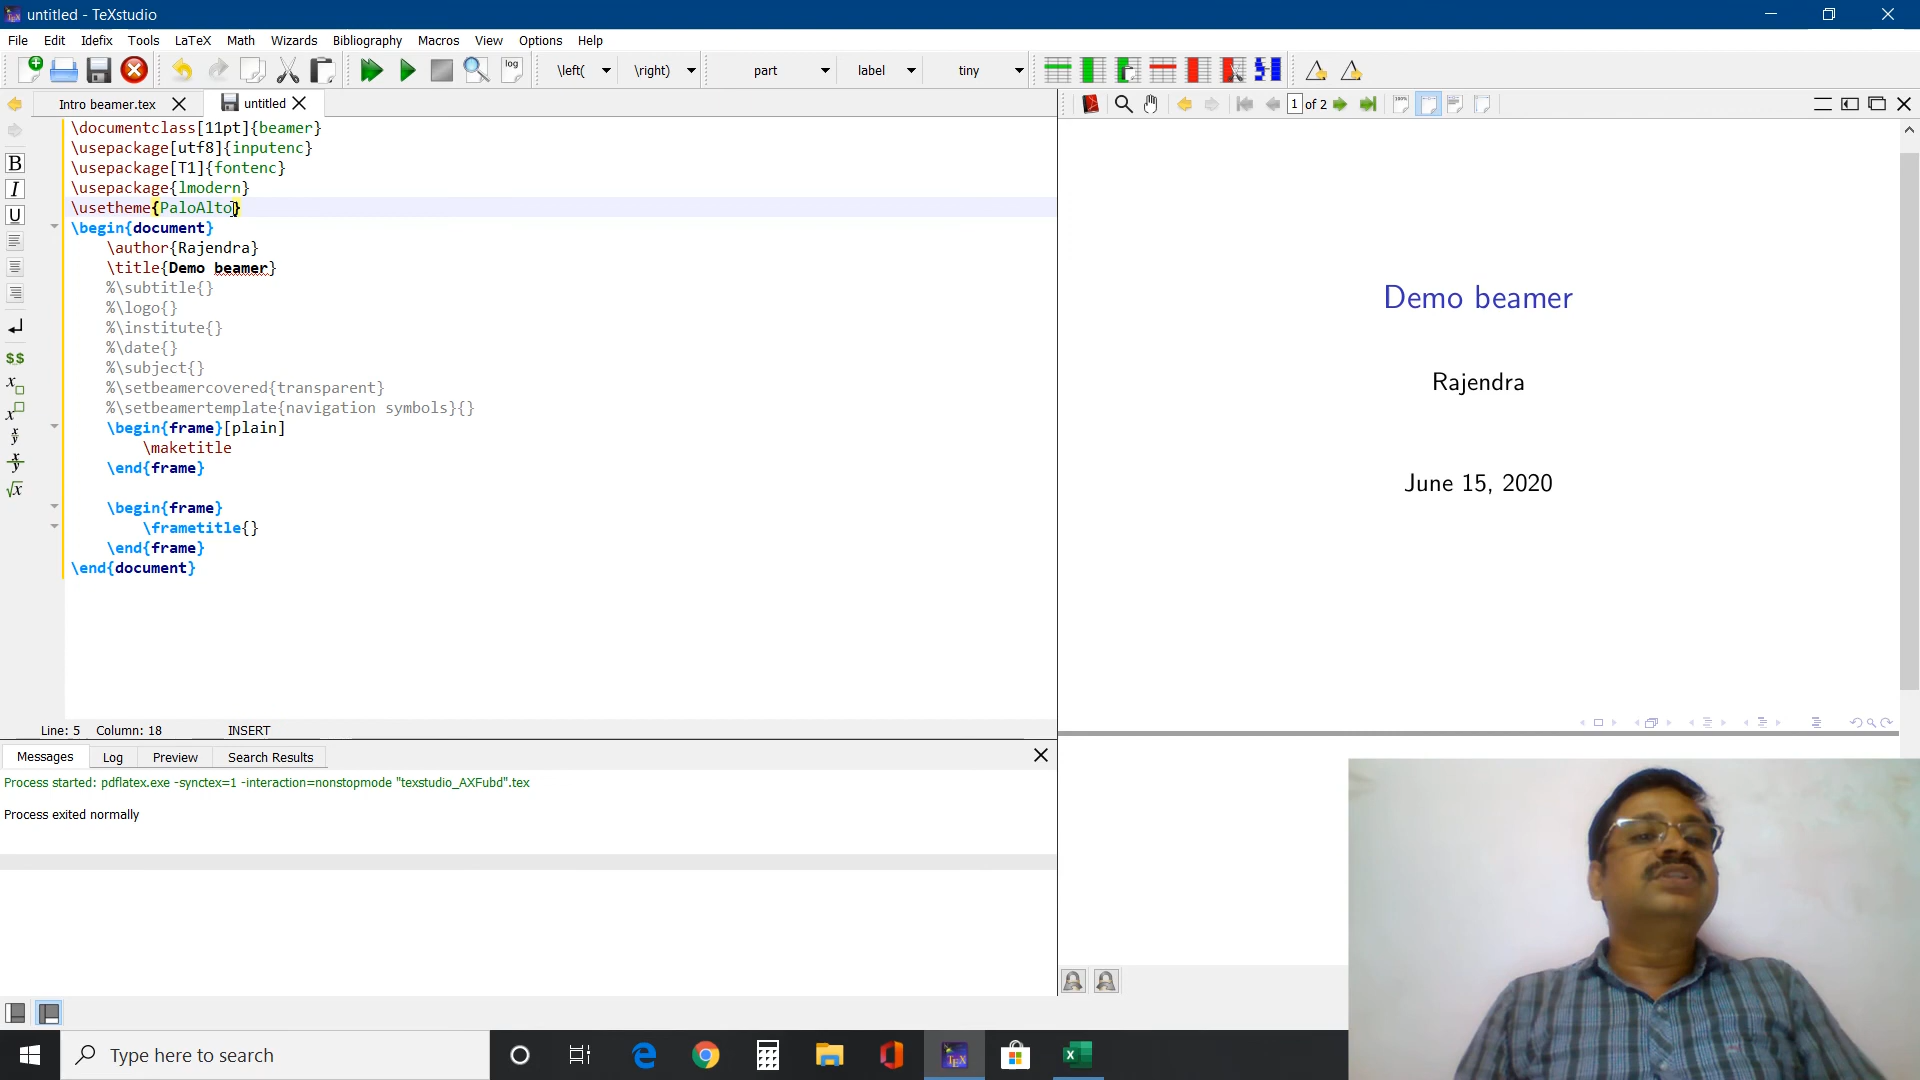 untitled - TeXstudio
File Edit Idefix Tools LaTeX Math Wizards Bibliography Macros View Options Help
log \left( \right) part label tiny
Intro beamer.tex untitled 1 of 2
\documentclass[11pt]{beamer}
\usepackage[utf8]{inputenc}
\usepackage[T1]{fontenc}
\usepackage{lmodern}
\usetheme{PaloAlto}
\begin{document}
\author{Rajendra}
\title{Demo beamer}
%\subtitle{}
%\logo{}
%\institute{}
%\date{}
%\subject{}
%\setbeamercovered{transparent}
%\setbeamertemplate{navigation symbols}{}
\begin{frame}[plain]
\maketitle
\end{frame}
\begin{frame}
\frametitle{}
\end{frame}
\end{document}
B
I
U
$$
x
x
x/y
x/y
√x
Demo beamer
Rajendra
June 15, 2020
Line: 5 Column: 18 INSERT
Messages Log Preview Search Results
Process started: pdflatex.exe -synctex=1 -interaction=nonstopmode "texstudio_AXFubd".tex
Process exited normally
Type here to search